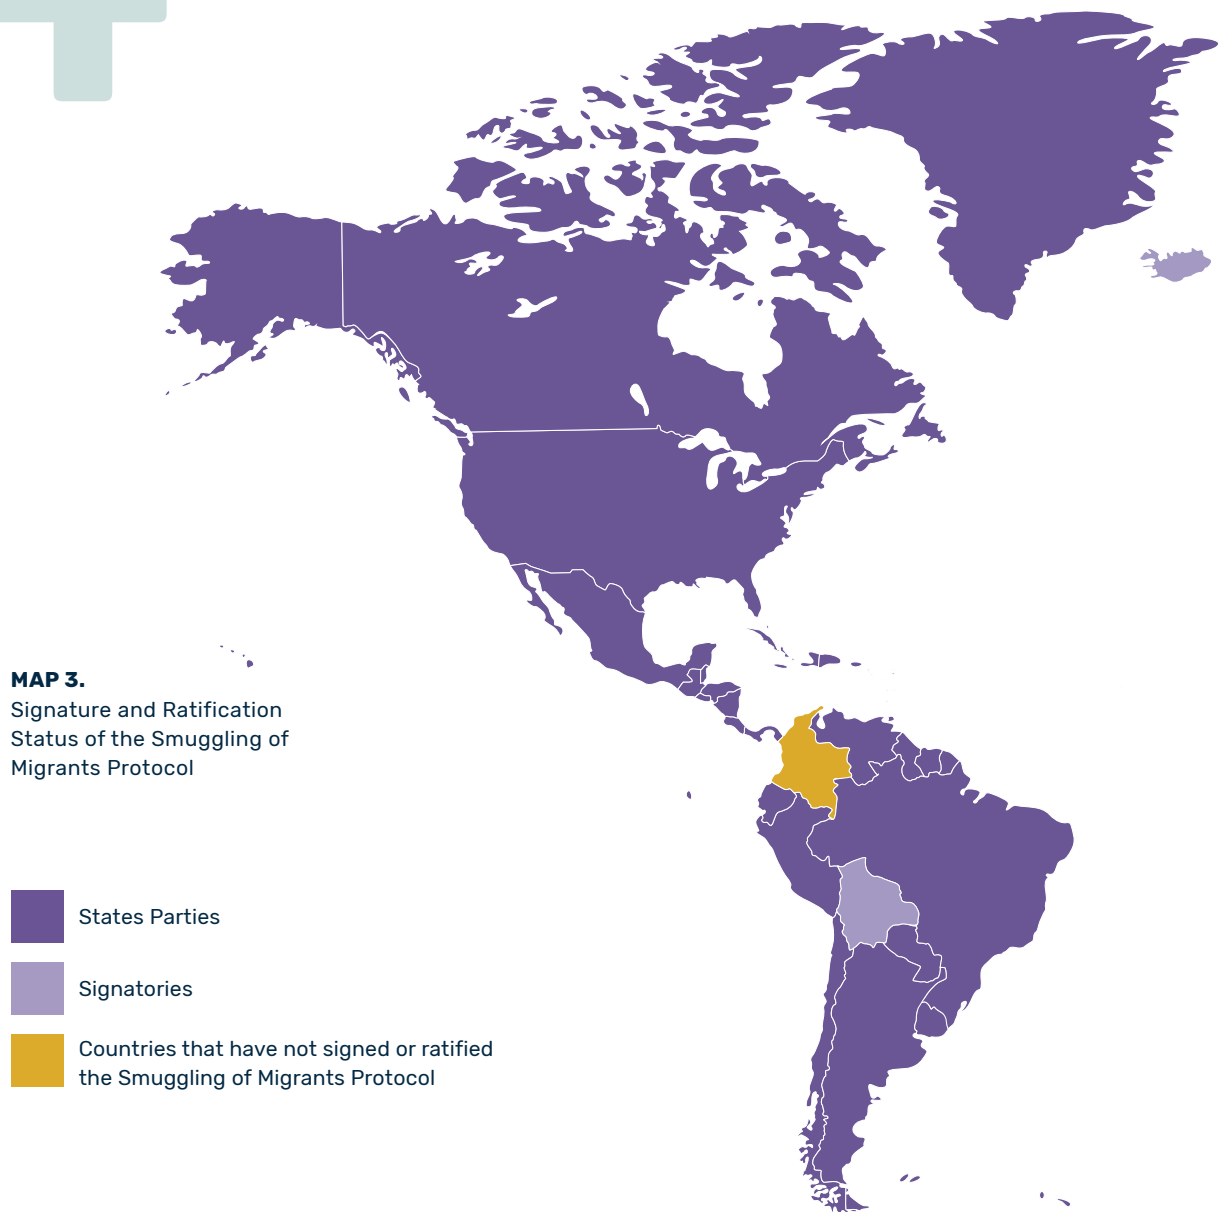 MAP 3.
Signature and Ratification
Status of the Smuggling of
Migrants Protocol
States Parties
Signatories
Countries that have not signed or ratified
the Smuggling of Migrants Protocol